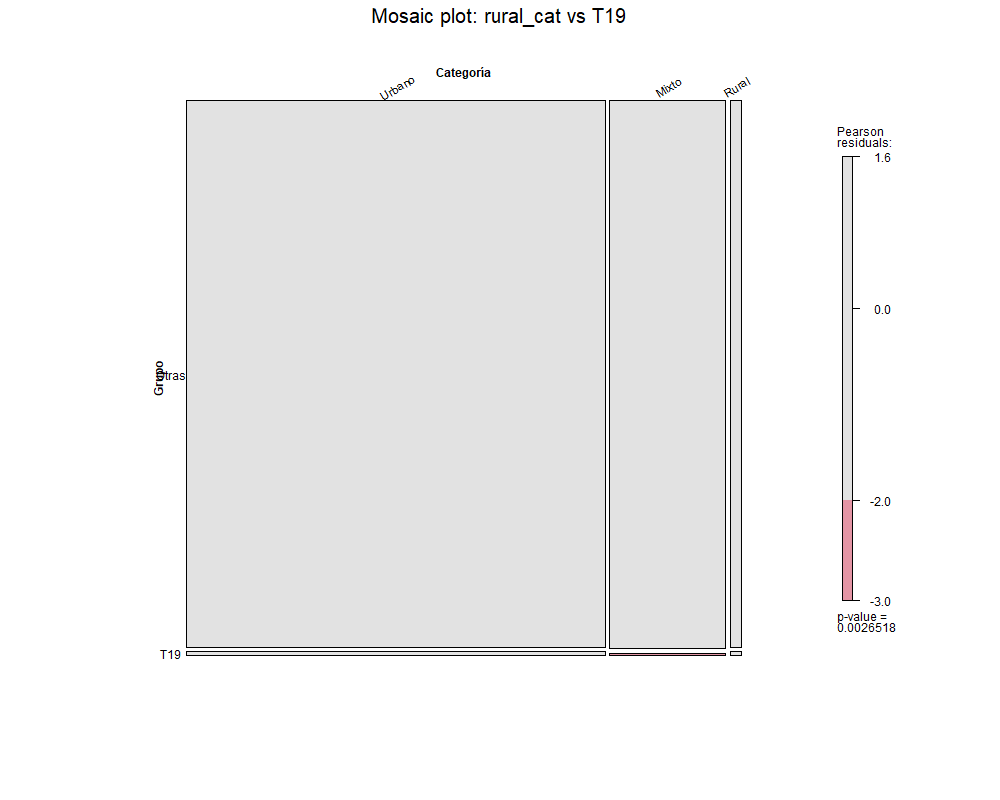 Mosaic plot: rural_cat vs T19
Categoría
Urbano
Mixto
Rural
Pearson
residuals:
1.6
0.0
-2.0
-3.0
p-value =
0.0026518
Grupo
Otras
T19